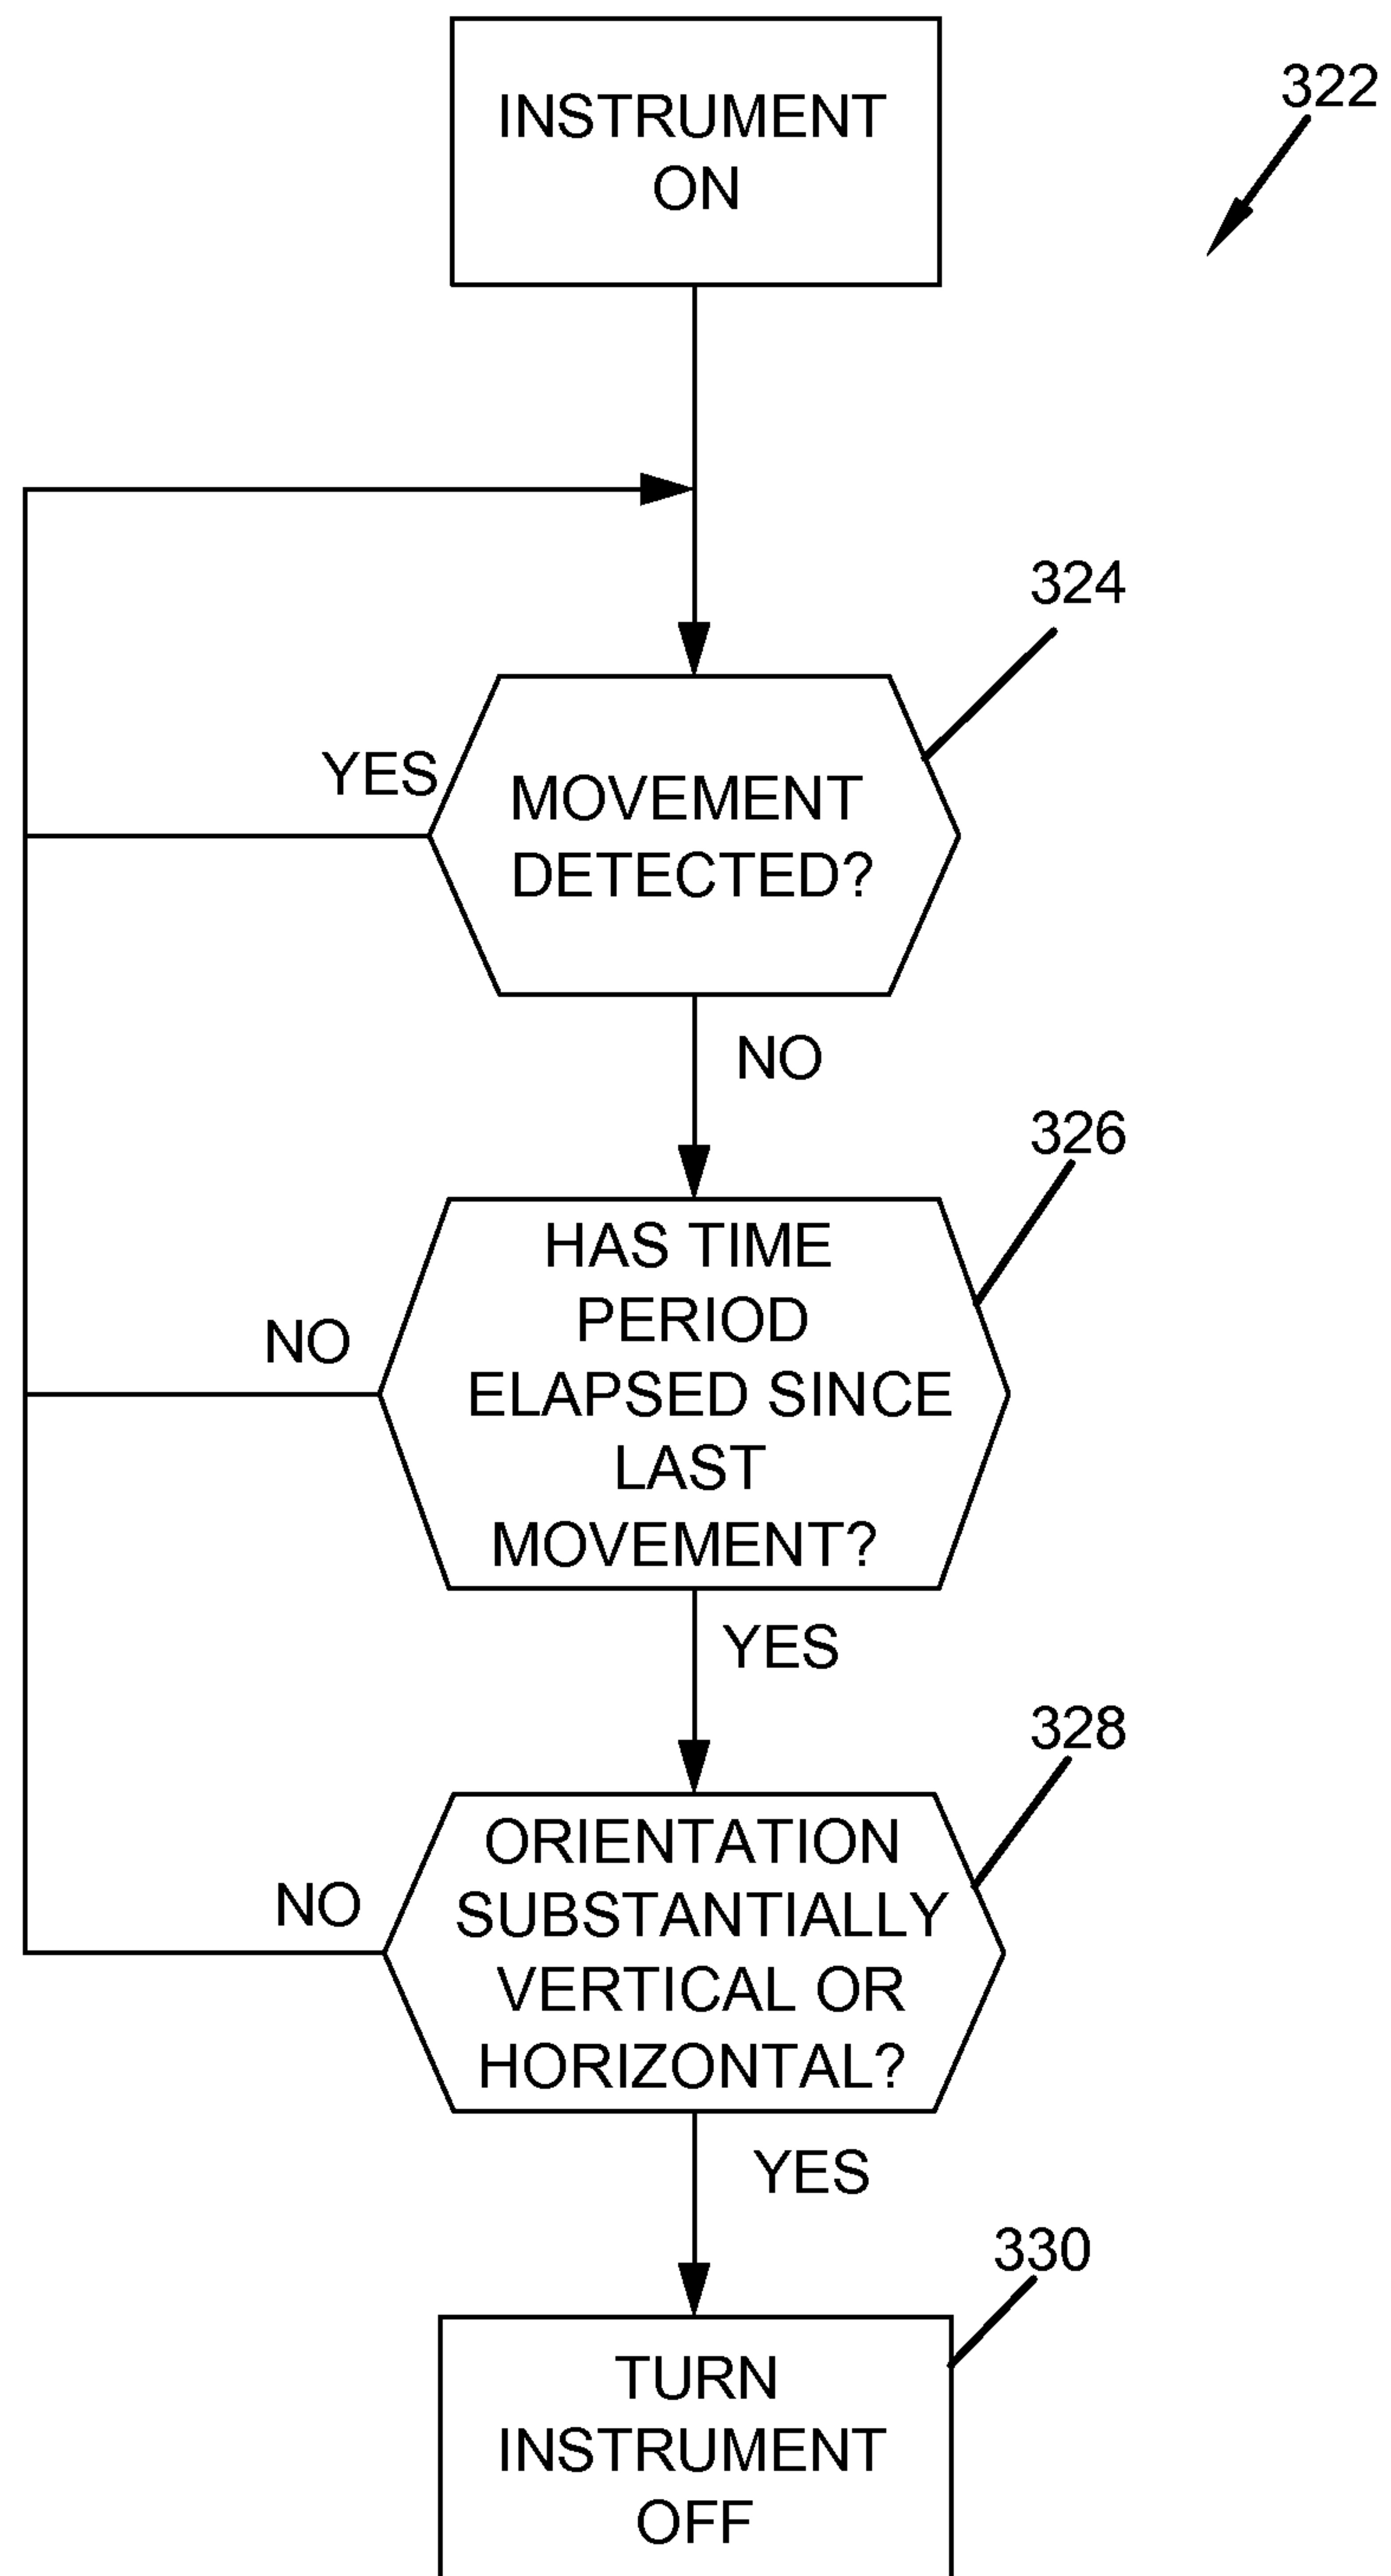 INSTRUMENT
ON
322
324
YES
MOVEMENT
DETECTED?
NO
326
HAS TIME
PERIOD
NO
ELAPSED SINCE
LAST
MOVEMENT?
YES
328
ORIENTATION
NO
SUBSTANTIALLY
VERTICAL OR
HORIZONTAL?
YES
330
TURN
INSTRUMENT
OFF